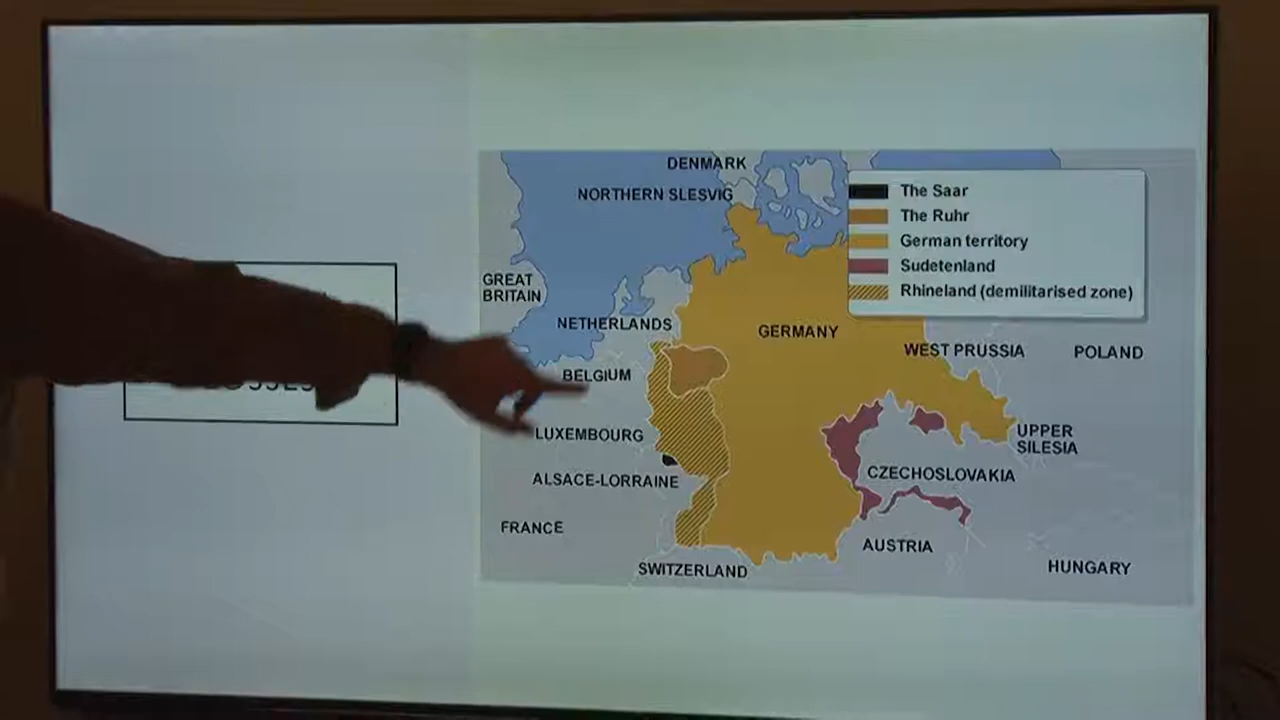 DENMARK
NORTHERN SLESVIG
The Saar
The Ruhr
German territory
Sudetenland
Rhineland (demilitarised zone)
GREAT
BRITAIN
NETHERLANDS
GERMANY
WEST PRUSSIA
POLAND
BELGIUM
LUXEMBOURG
UPPER
SILESIA
ALSACE-LORRAINE
CZECHOSLOVAKIA
FRANCE
AUSTRIA
SWITZERLAND
HUNGARY